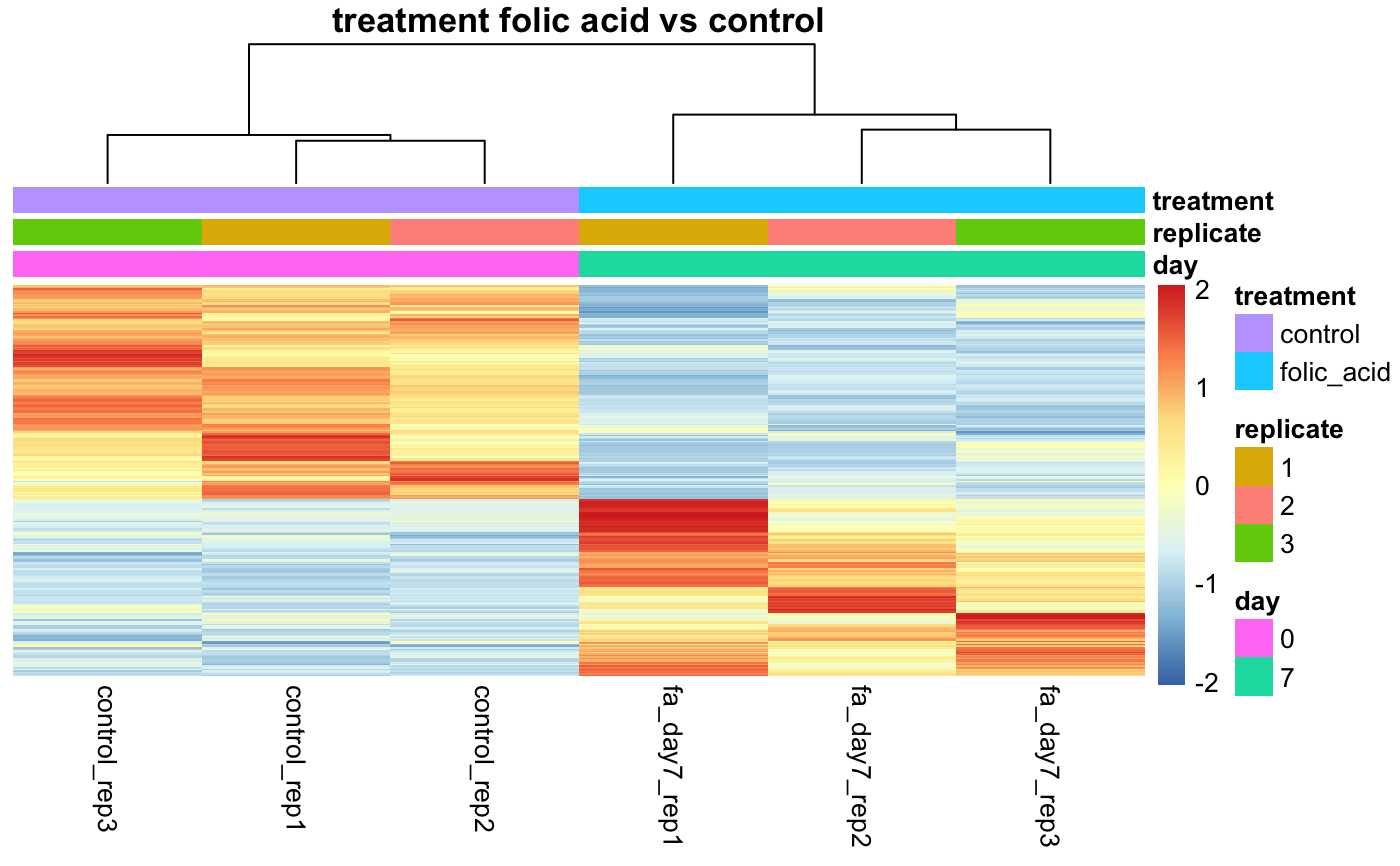 treatment folic acid vs control
treatment
replicate
day
2
1
0
-1
-2
treatment
control
folic_acid
replicate
1
2
3
day
0
7
control_rep3
control_rep1
control_rep2
fa_day7_rep1
fa_day7_rep2
fa_day7_rep3